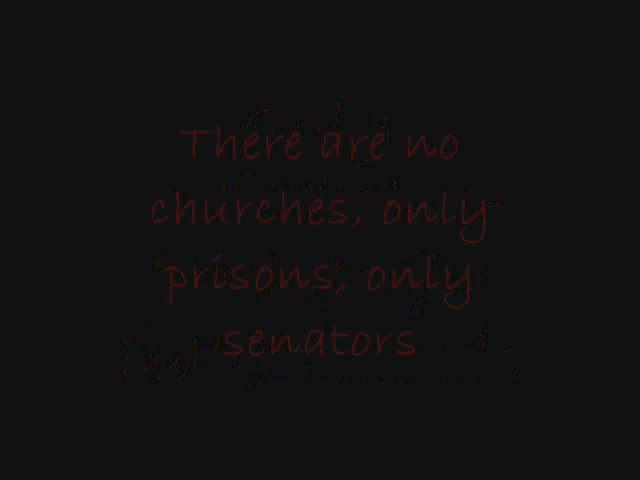 There are no
churches, only
prisons, only
senators